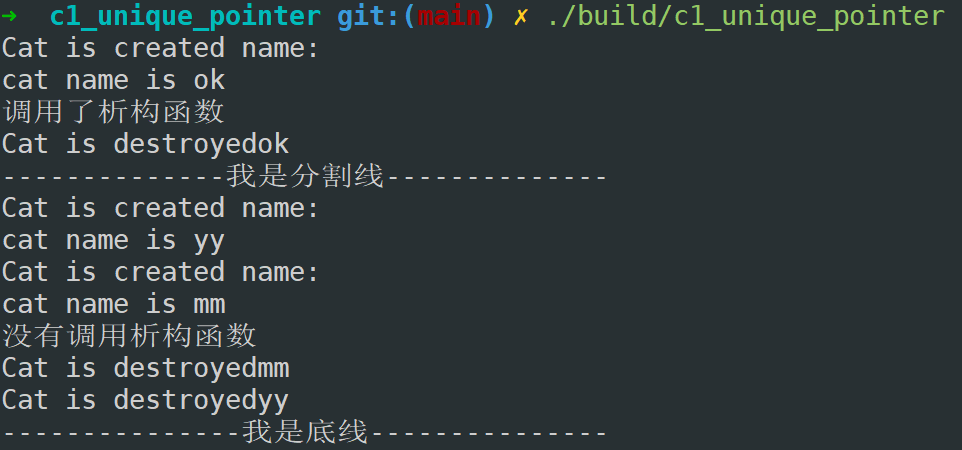 ➜  c1_unique_pointer git:(main) ✗ ./build/c1_unique_pointer
Cat is created name:
cat name is ok
调用了析构函数
Cat is destroyedok
--------------我是分割线--------------
Cat is created name:
cat name is yy
Cat is created name:
cat name is mm
没有调用析构函数
Cat is destroyedmm
Cat is destroyedyy
---------------我是底线---------------